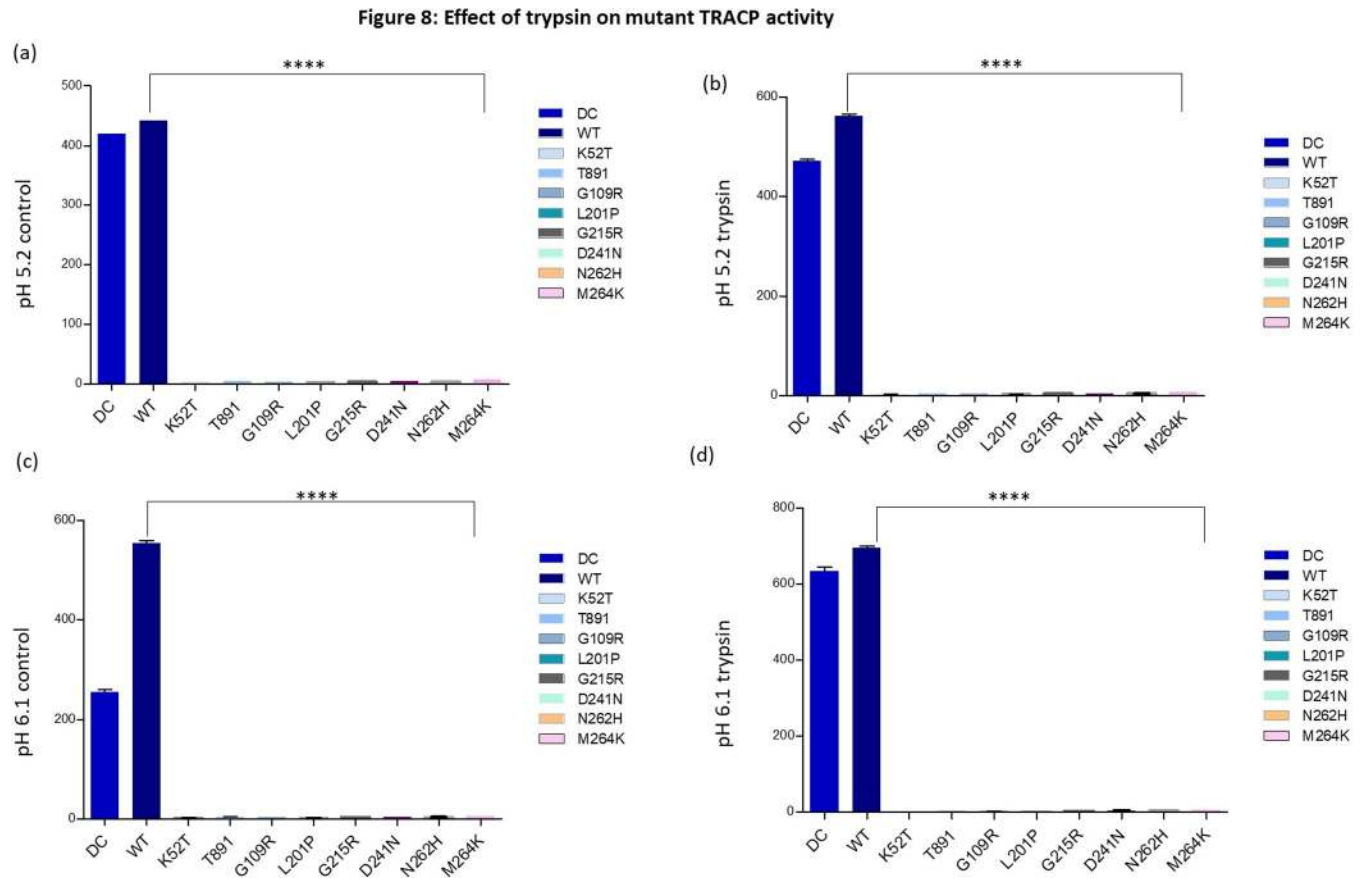 Figure 8: Effect of trypsin on mutant TRACP activity
(a)
****
500
400
300
200
100
0
pH 5.2 control
DC
WT
K52T
T891
G109R
L201P
G215R
D241N
N262H
M264K
DC
WT
K52T
T891
G109R
L201P
G215R
D241N
N262H
M264K
(b)
****
600
400
200
0
pH 5.2 trypsin
DC
WT
K52T
T891
G109R
L201P
G215R
D241N
N262H
M264K
DC
WT
K52T
T891
G109R
L201P
G215R
D241N
N262H
M264K
(c)
****
600
400
200
0
pH 6.1 control
DC
WT
K52T
T891
G109R
L201P
G215R
D241N
N262H
M264K
DC
WT
K52T
T891
G109R
L201P
G215R
D241N
N262H
M264K
(d)
****
800
600
400
200
0
pH 6.1 trypsin
DC
WT
K52T
T891
G109R
L201P
G215R
D241N
N262H
M264K
DC
WT
K52T
T891
G109R
L201P
G215R
D241N
N262H
M264K